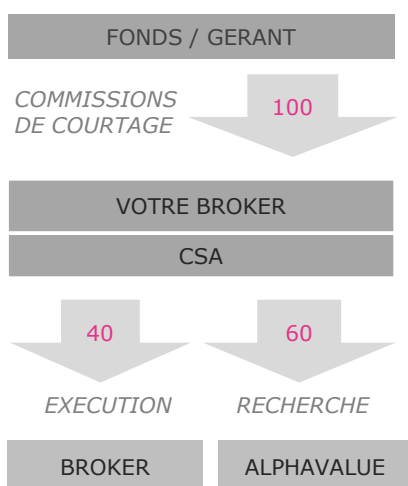 FONDS / GERANT
COMMISSIONS
DE COURTAGE
100
VOTRE BROKER
CSA
40
60
EXECUTION
RECHERCHE
BROKER
ALPHAVALUE